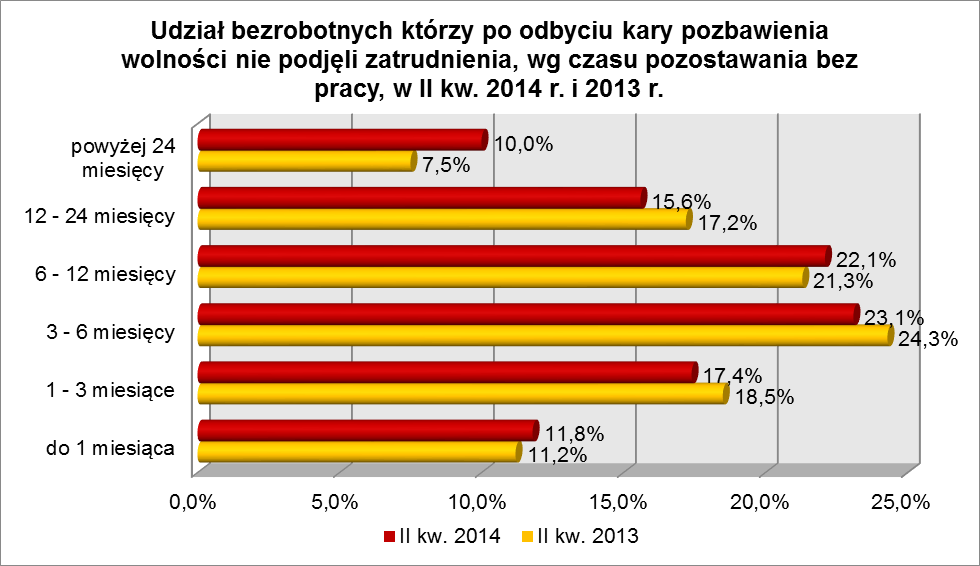 Udział bezrobotnych którzy po odbyciu kary pozbawienia
wolności nie podjęli zatrudnienia, wg czasu pozostawania bez
pracy, w II kw. 2014 r. i 2013 r.
powyżej 24
miesięcy
10,0%
7,5%
12 - 24 miesięcy
15,6%
17,2%
6 - 12 miesięcy
22,1%
21,3%
3 - 6 miesięcy
23,1%
24,3%
1 - 3 miesiące
17,4%
18,5%
do 1 miesiąca
11,8%
11,2%
0,0% 5,0% 10,0% 15,0% 20,0% 25,0%
II kw. 2014 II kw. 2013